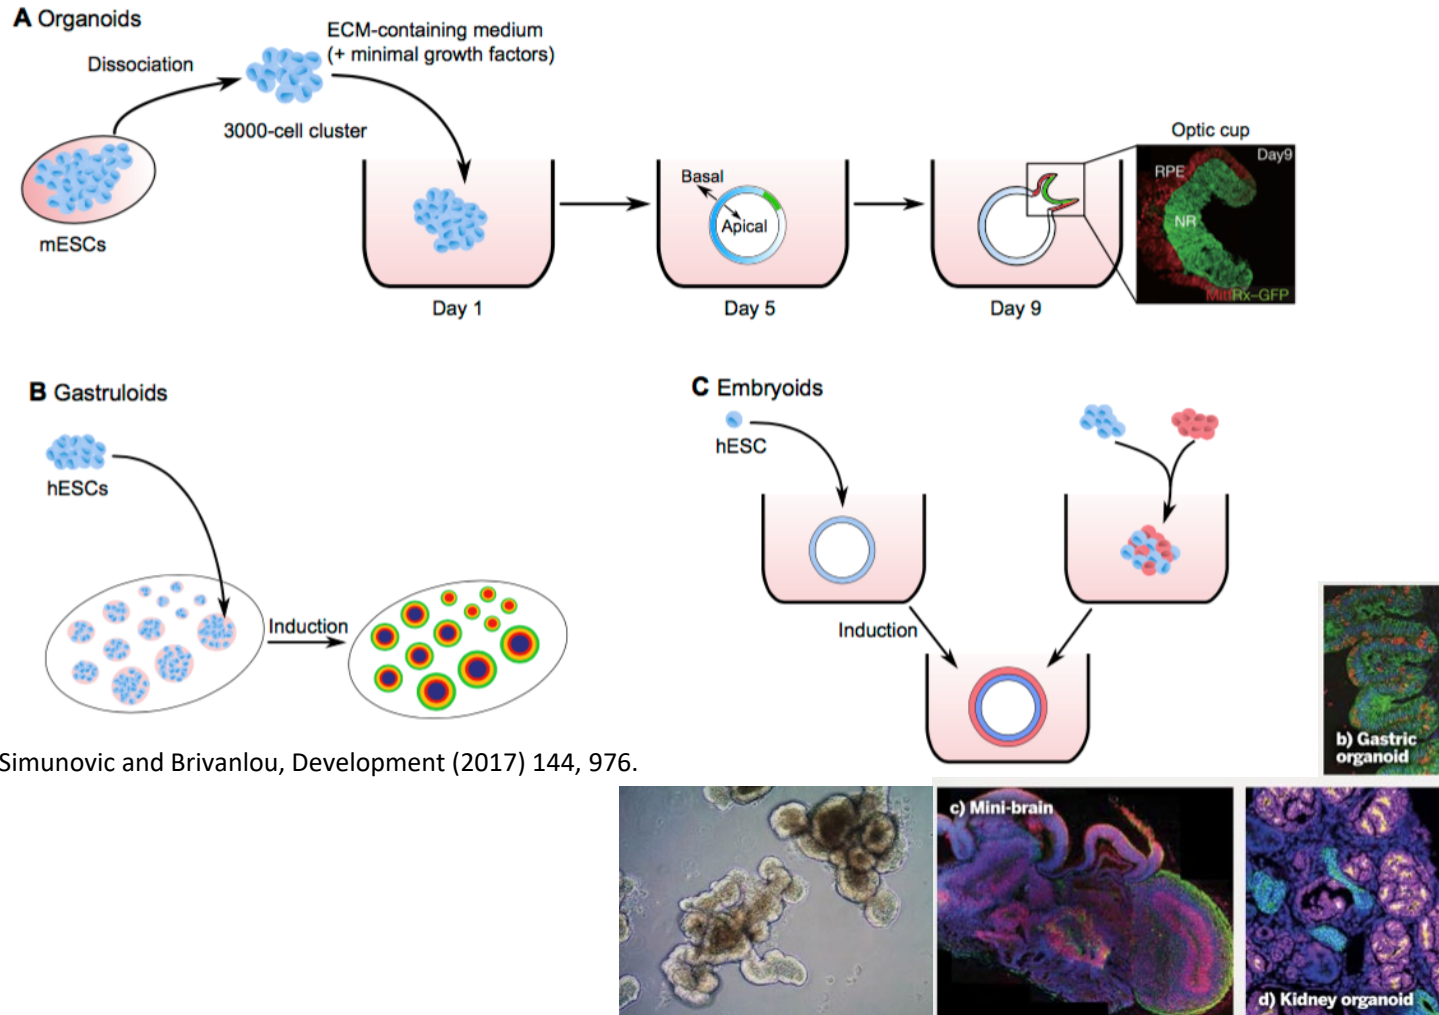 A Organoids
Dissociation
ECM-containing medium
(+ minimal growth factors)
3000-cell cluster
mESCs
Day 1
Basal
Apical
Day 5
Day 9
Optic cup
Day9
RPE
NR
Mitf
Rx–GFP
B Gastruloids
hESCs
Induction
C Embryoids
hESC
Induction
Simunovic and Brivanlou, Development (2017) 144, 976.
b) Gastric
organoid
c) Mini-brain
d) Kidney organoid